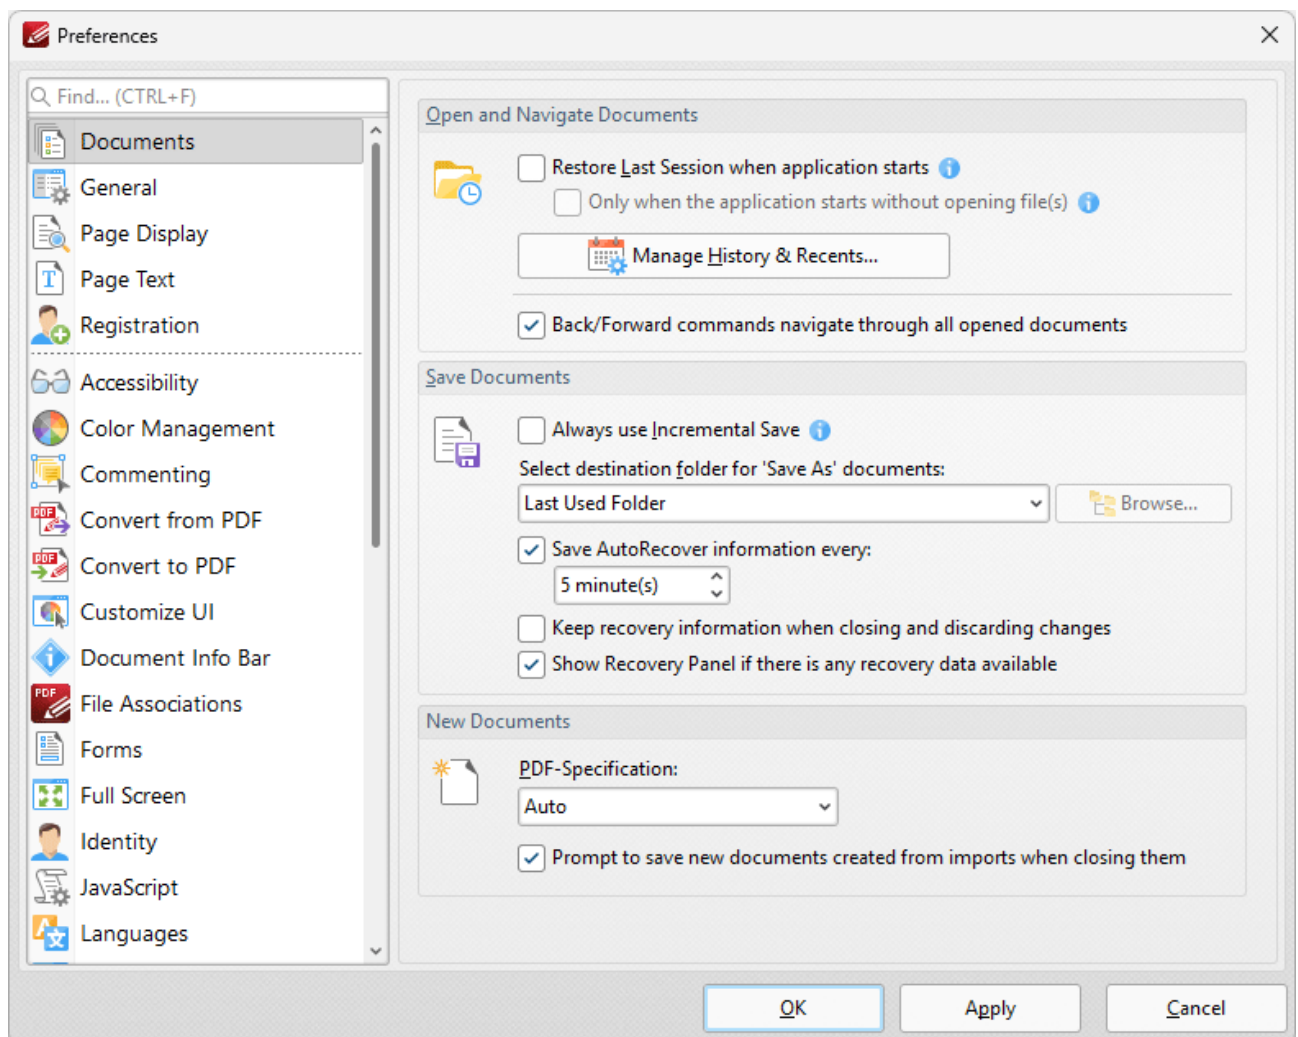 Preferences
Find... (CTRL+F)
Documents
General
Page Display
Page Text
Registration
Accessibility
Color Management
Commenting
PDF
Convert from PDF
PDF
Convert to PDF
Customize UI
Document Info Bar
PDF
File Associations
Forms
Full Screen
Identity
JavaScript
Languages
Open and Navigate Documents
Restore Last Session when application starts
Only when the application starts without opening file(s)
Manage History & Recents...
Back/Forward commands navigate through all opened documents
Save Documents
Always use Incremental Save
Select destination folder for 'Save As' documents:
Last Used Folder
Browse...
Save AutoRecover information every:
5 minute(s)
Keep recovery information when closing and discarding changes
Show Recovery Panel if there is any recovery data available
New Documents
PDF-Specification:
Auto
Prompt to save new documents created from imports when closing them
OK
Apply
Cancel